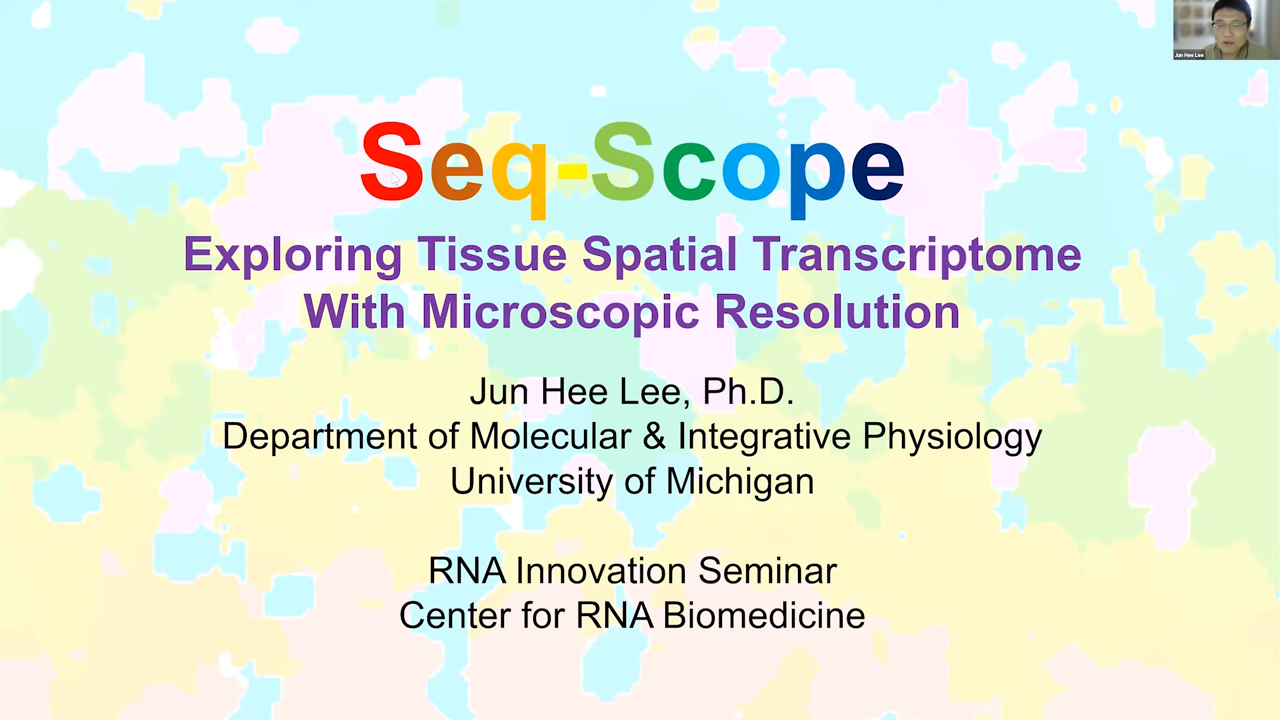 Jun Hee Lee
Seq-Scope
Exploring Tissue Spatial Transcriptome
With Microscopic Resolution
Jun Hee Lee, Ph.D.
Department of Molecular & Integrative Physiology
University of Michigan
RNA Innovation Seminar
Center for RNA Biomedicine